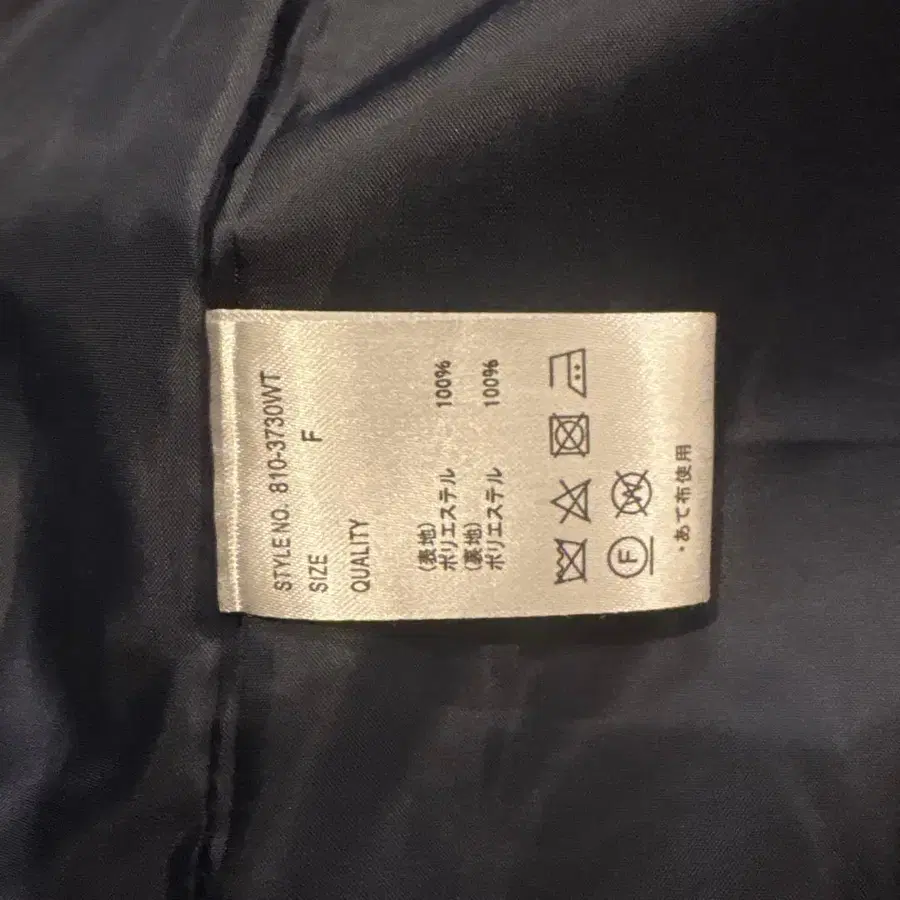 STYLE NO. 810-3730WT
SIZE F
QUALITY
(表地)
ポリエステル 100%
(裏地)
ポリエステル 100%
F W
・あて布使用